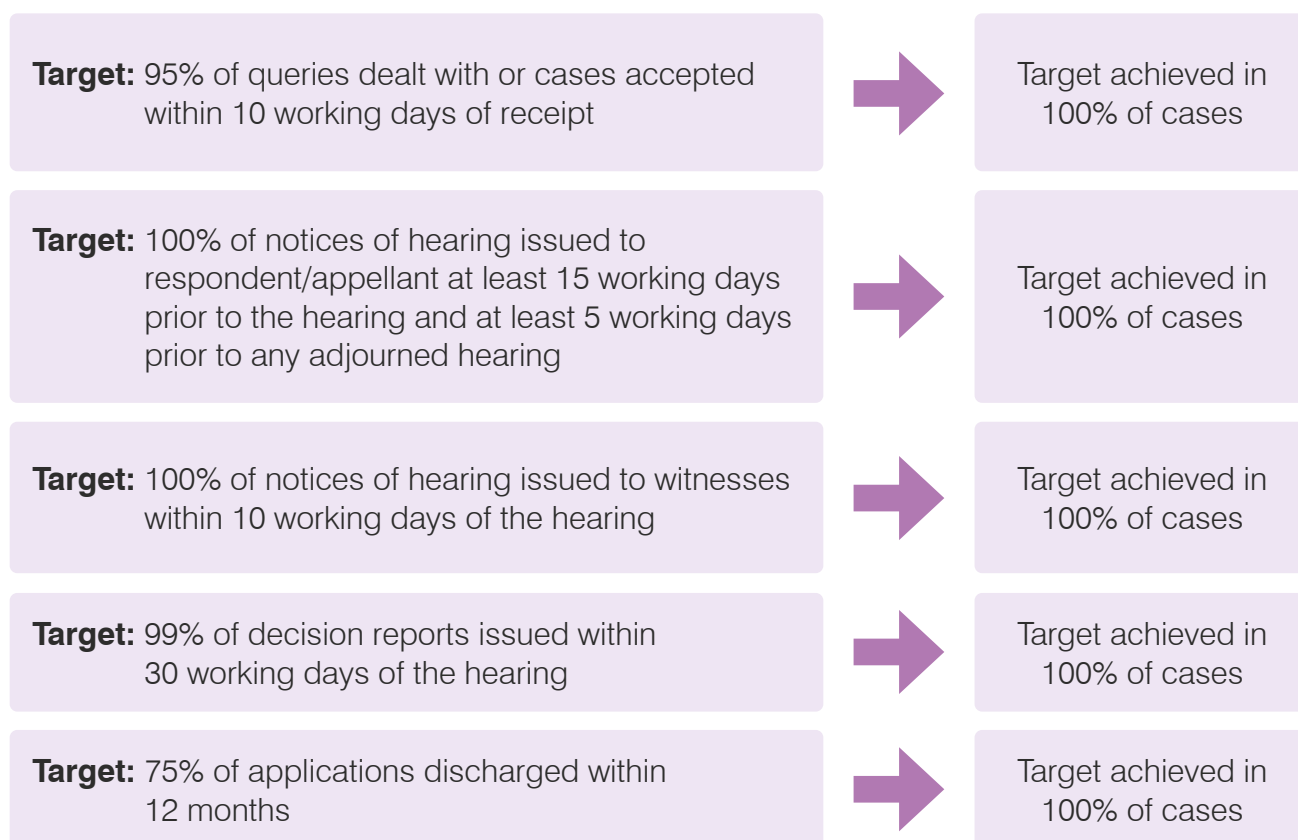 Target: 95% of queries dealt with or cases accepted
within 10 working days of receipt
Target achieved in
100% of cases
Target: 100% of notices of hearing issued to
respondent/appellant at least 15 working days
prior to the hearing and at least 5 working days
prior to any adjourned hearing
Target achieved in
100% of cases
Target: 100% of notices of hearing issued to witnesses
within 10 working days of the hearing
Target achieved in
100% of cases
Target: 99% of decision reports issued within
30 working days of the hearing
Target achieved in
100% of cases
Target: 75% of applications discharged within
12 months
Target achieved in
100% of cases